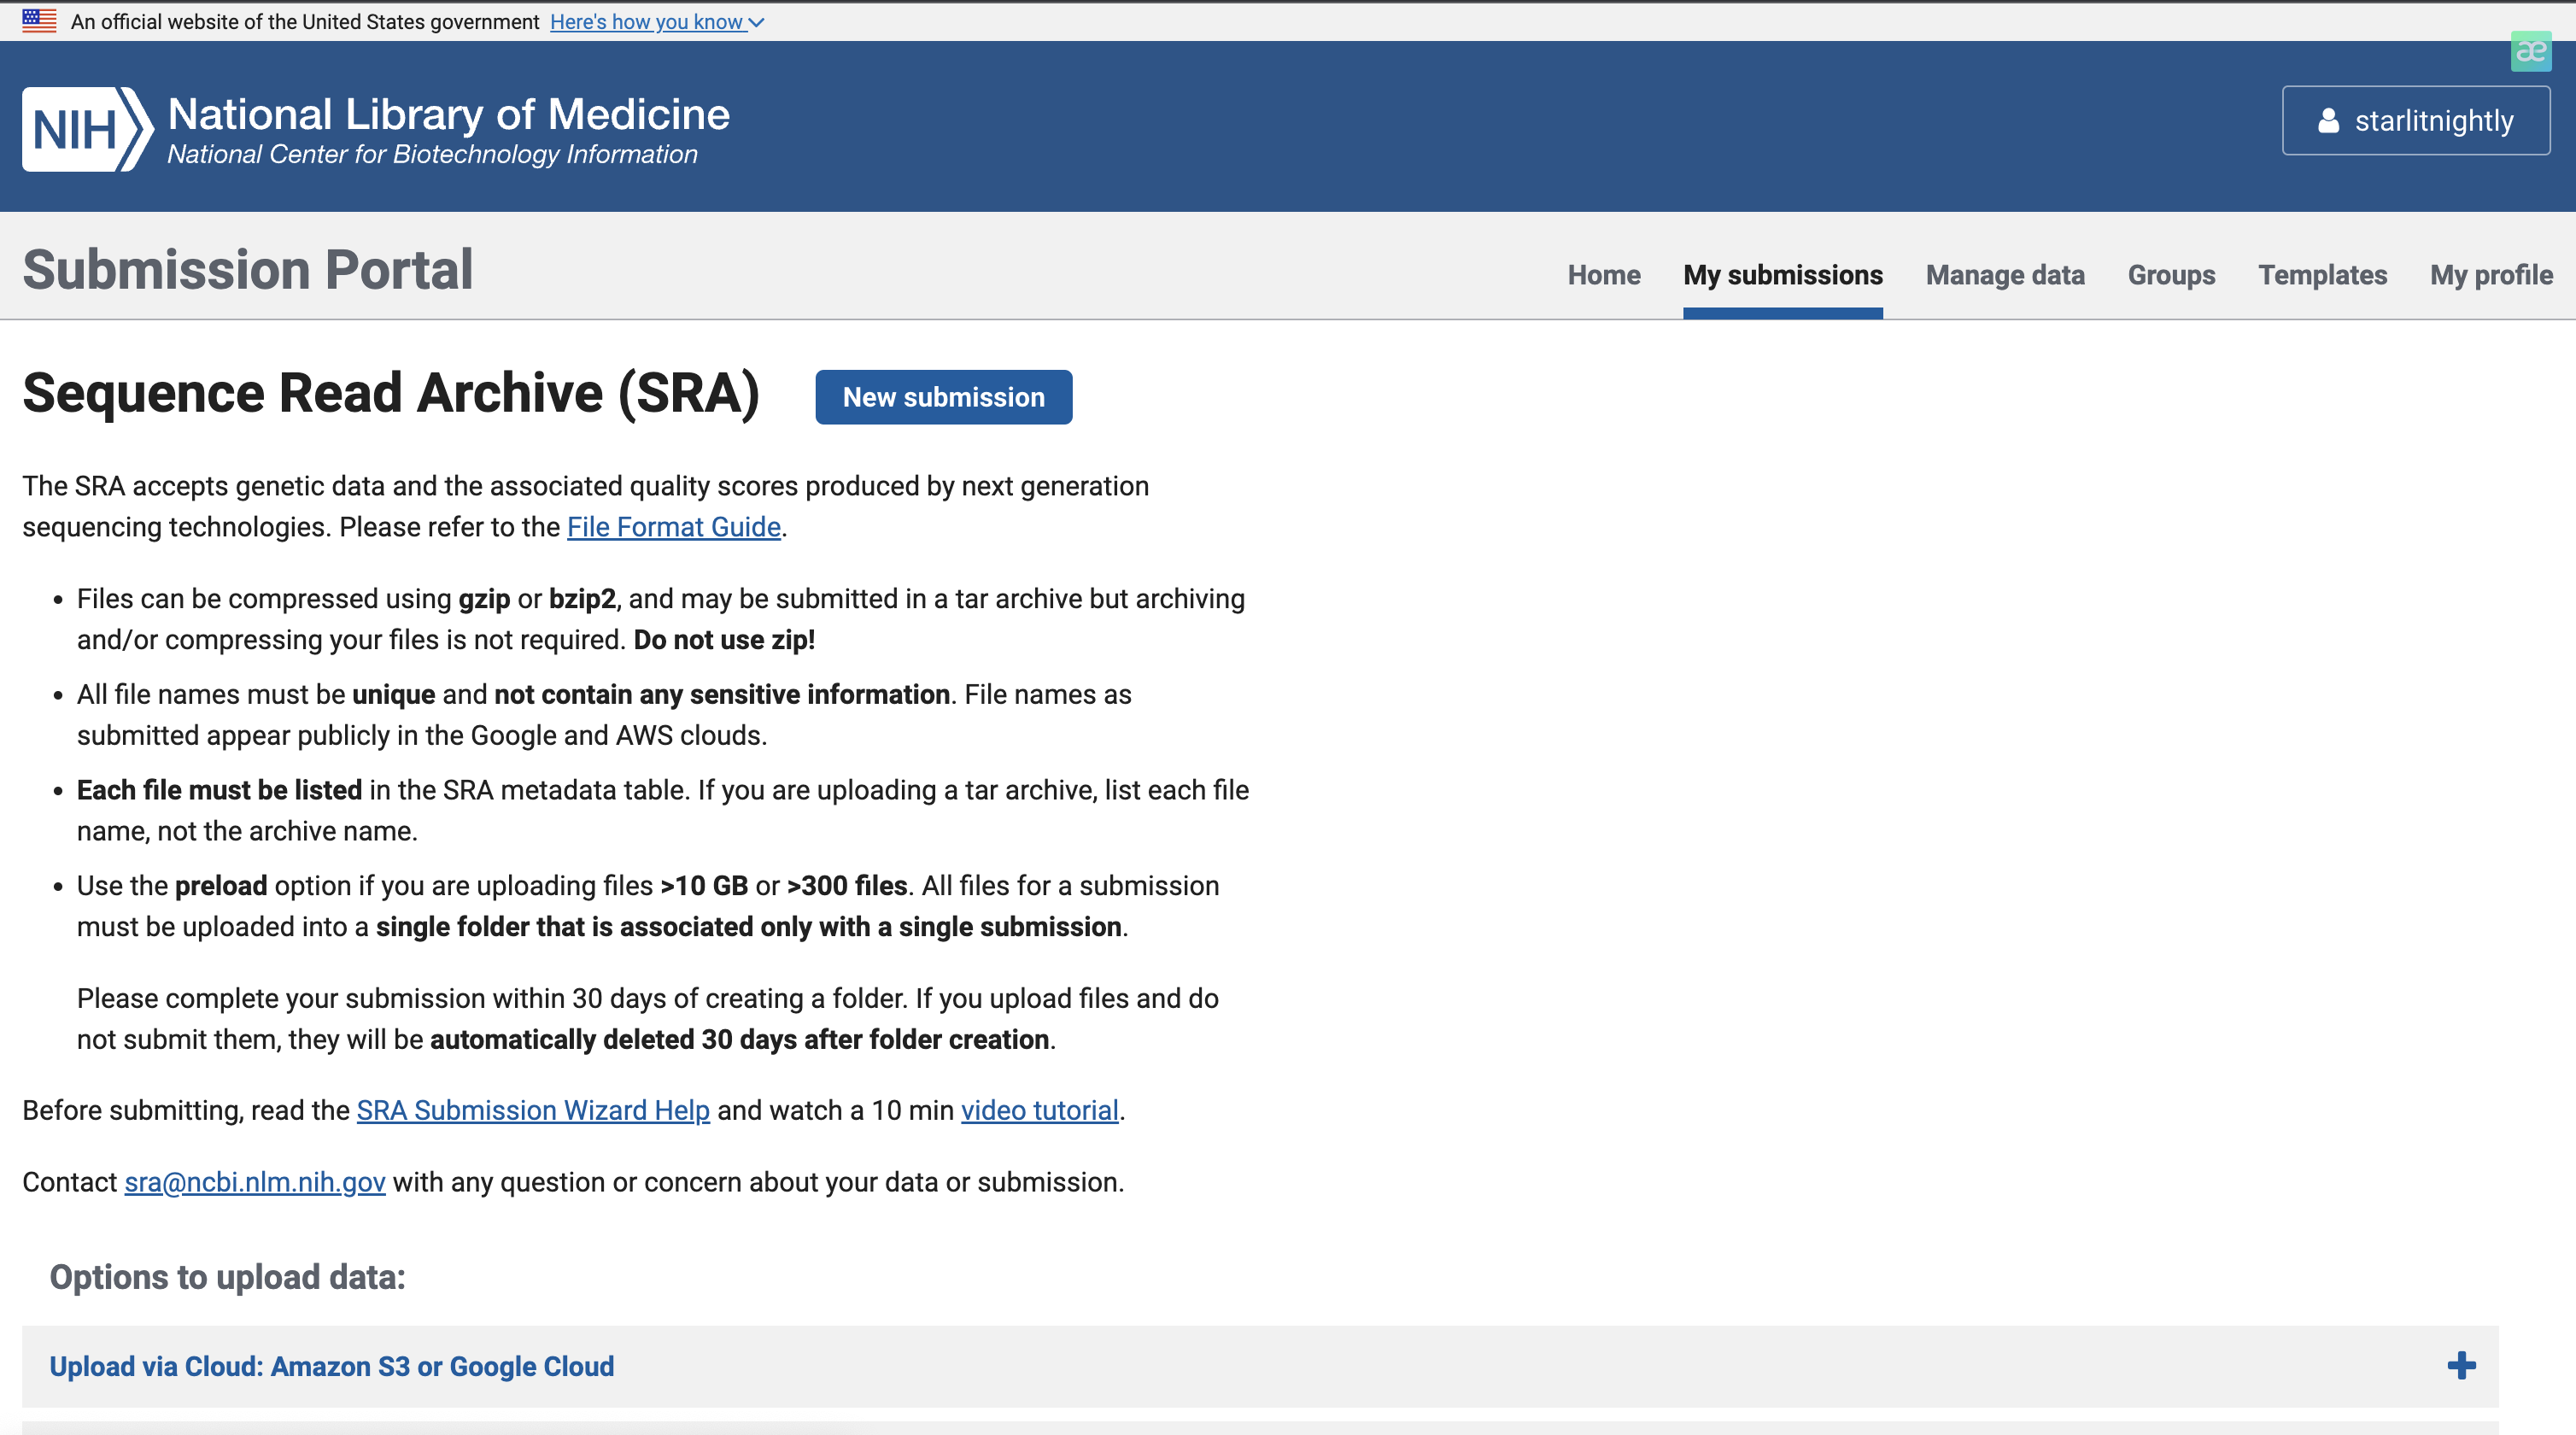 An official website of the United States government Here's how you know
æ
NIH National Library of Medicine
National Center for Biotechnology Information
starlitnightly
Submission Portal
Home My submissions Manage data Groups Templates My profile
Sequence Read Archive (SRA) New submission
The SRA accepts genetic data and the associated quality scores produced by next generation
sequencing technologies. Please refer to the File Format Guide.
• Files can be compressed using gzip or bzip2, and may be submitted in a tar archive but archiving
and/or compressing your files is not required. Do not use zip!
• All file names must be unique and not contain any sensitive information. File names as
submitted appear publicly in the Google and AWS clouds.
• Each file must be listed in the SRA metadata table. If you are uploading a tar archive, list each file
name, not the archive name.
• Use the preload option if you are uploading files >10 GB or >300 files. All files for a submission
must be uploaded into a single folder that is associated only with a single submission.
Please complete your submission within 30 days of creating a folder. If you upload files and do
not submit them, they will be automatically deleted 30 days after folder creation.
Before submitting, read the SRA Submission Wizard Help and watch a 10 min video tutorial.
Contact sra@ncbi.nlm.nih.gov with any question or concern about your data or submission.
Options to upload data:
Upload via Cloud: Amazon S3 or Google Cloud